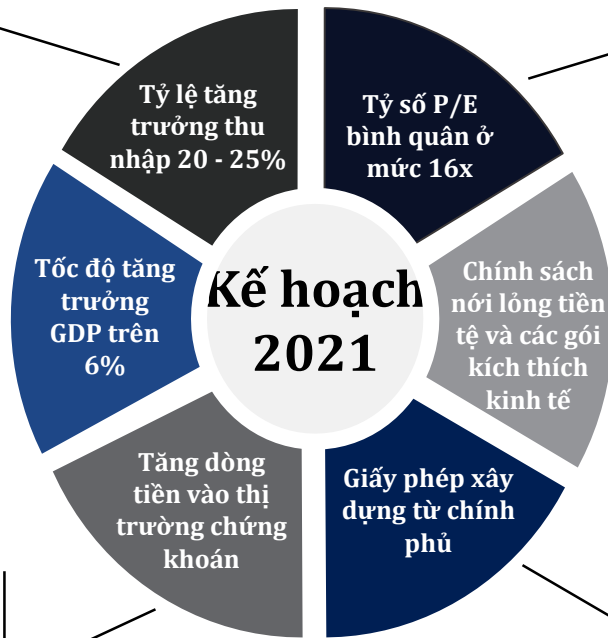 Tỷ lệ tăng
trưởng thu
nhập 20 - 25%
Tỷ số P/E
bình quân ở
mức 16x
Tốc độ tăng
trưởng
GDP trên
6%
Kế hoạch
2021
Chính sách
nới lỏng tiền
tệ và các gói
kích thích
kinh tế
Tăng dòng
tiền vào thị
trường chứng
khoán
Giấy phép xây
dựng từ chính
phủ